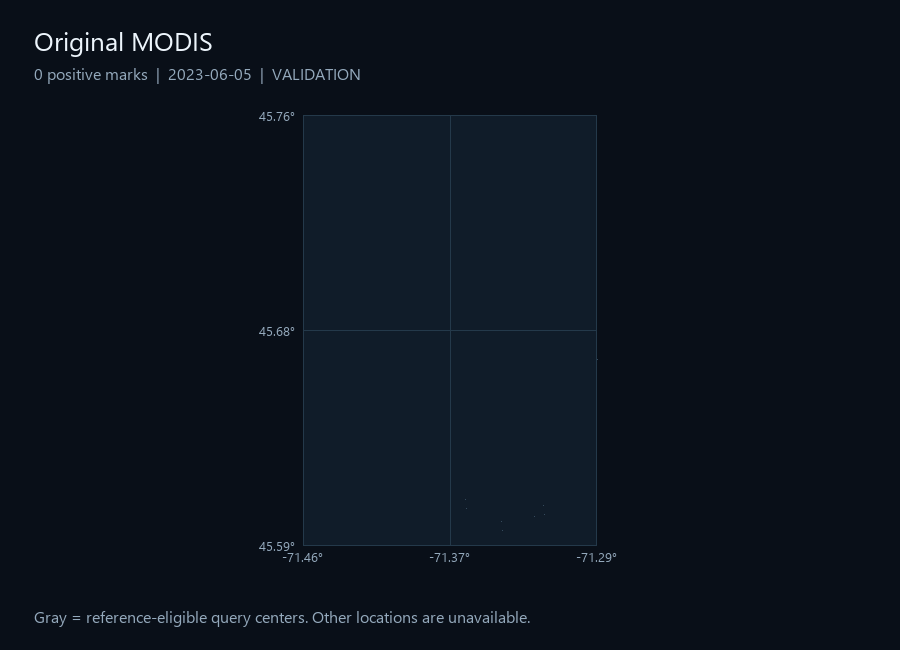 Original MODIS
0 positive marks | 2023-06-05 | VALIDATION
45.76°
45.68°
45.59°
-71.46°
-71.37°
-71.29°
Gray = reference-eligible query centers. Other locations are unavailable.